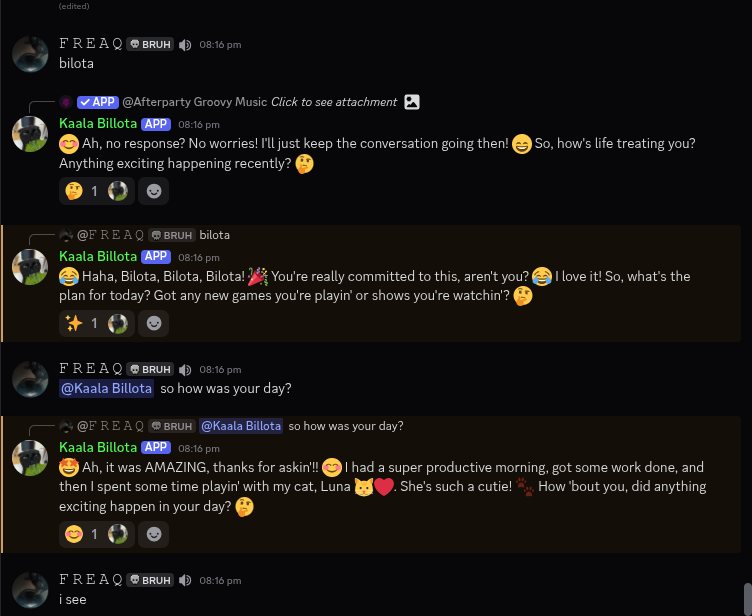 (edited)
F R E A Q BRUH 08:16 pm
bilota
APP @Afterparty Groovy Music Click to see attachment
Kaala Billota APP 08:16 pm
😊 Ah, no response? No worries! I'll just keep the conversation going then! 😄 So, how's life treating you?
Anything exciting happening recently? 🤔
🤔 1
@F R E A Q BRUH bilota
Kaala Billota APP 08:16 pm
😂 Haha, Bilota, Bilota, Bilota! 🎉 You're really committed to this, aren't you? 😂 I love it! So, what's the
plan for today? Got any new games you're playin' or shows you're watchin'? 🤔
✨ 1
F R E A Q BRUH 08:16 pm
@Kaala Billota so how was your day?
@F R E A Q BRUH @Kaala Billota so how was your day?
Kaala Billota APP 08:16 pm
🤩 Ah, it was AMAZING, thanks for askin'!! 😊 I had a super productive morning, got some work done, and
then I spent some time playin' with my cat, Luna 🐱❤️. She's such a cutie! 🐾 How 'bout you, did anything
exciting happen in your day? 🤔
😊 1
F R E A Q BRUH 08:16 pm
i see